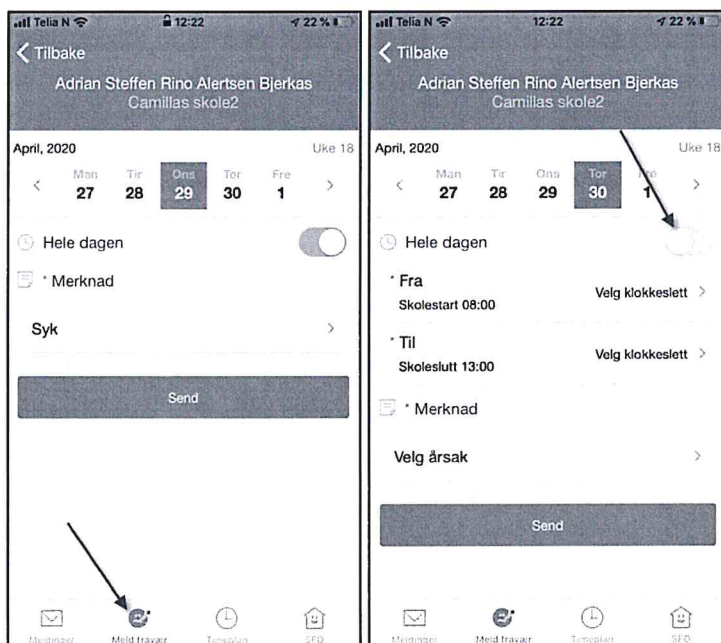 Telia N 12:22 22 %
Tilbake
Adrian Steffen Rino Alertsen Bjerkas
Camillas skole2
April, 2020 Uke 18
Man Tir Ons Tor Fre
< 27 28 29 30 1 >
Hele dagen
* Merknad
Syk >
Send
Meldinger Meld fravær Timeplan SFO
Telia N 12:22 22 %
Tilbake
Adrian Steffen Rino Alertsen Bjerkas
Camillas skole2
April, 2020 Uke 18
Man Tir Ons Tor Fre
< 27 28 29 30 1 >
Hele dagen
* Fra
Skolestart 08:00 Velg klokkeslett >
* Til
Skoleslutt 13:00 Velg klokkeslett >
* Merknad
Velg årsak >
Send
Meldinger Meld fravær Timeplan SFO